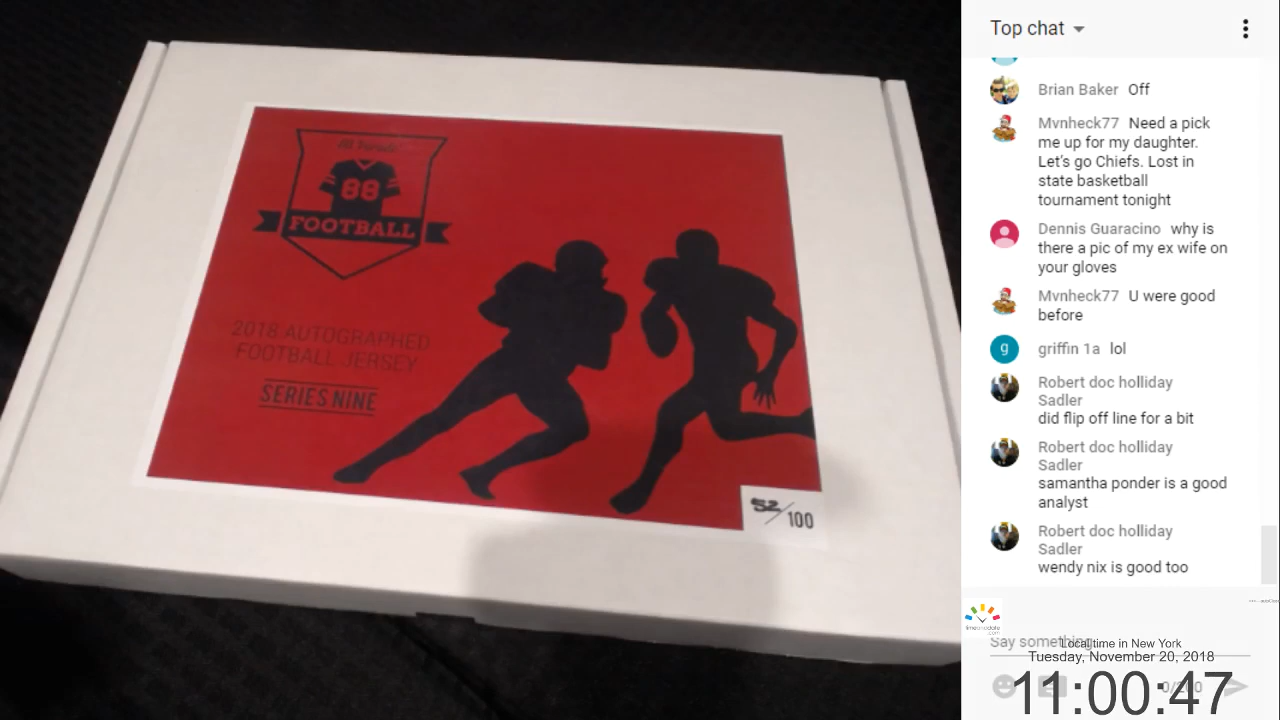 88
FOOTBALL
2018 AUTOGRAPHED
FOOTBALL JERSEY
SERIES NINE
52/100
Top chat
Brian Baker Off
Mvnheck77 Need a pick
me up for my daughter.
Let's go Chiefs. Lost in
state basketball
tournament tonight
Dennis Guaracino why is
there a pic of my ex wife on
your gloves
Mvnheck77 U were good
before
g griffin 1a lol
Robert doc holliday
Sadler
did flip off line for a bit
Robert doc holliday
Sadler
samantha ponder is a good
analyst
Robert doc holliday
Sadler
wendy nix is good too
Say something...
Local time in New York
Tuesday, November 20, 2018
11:00:47